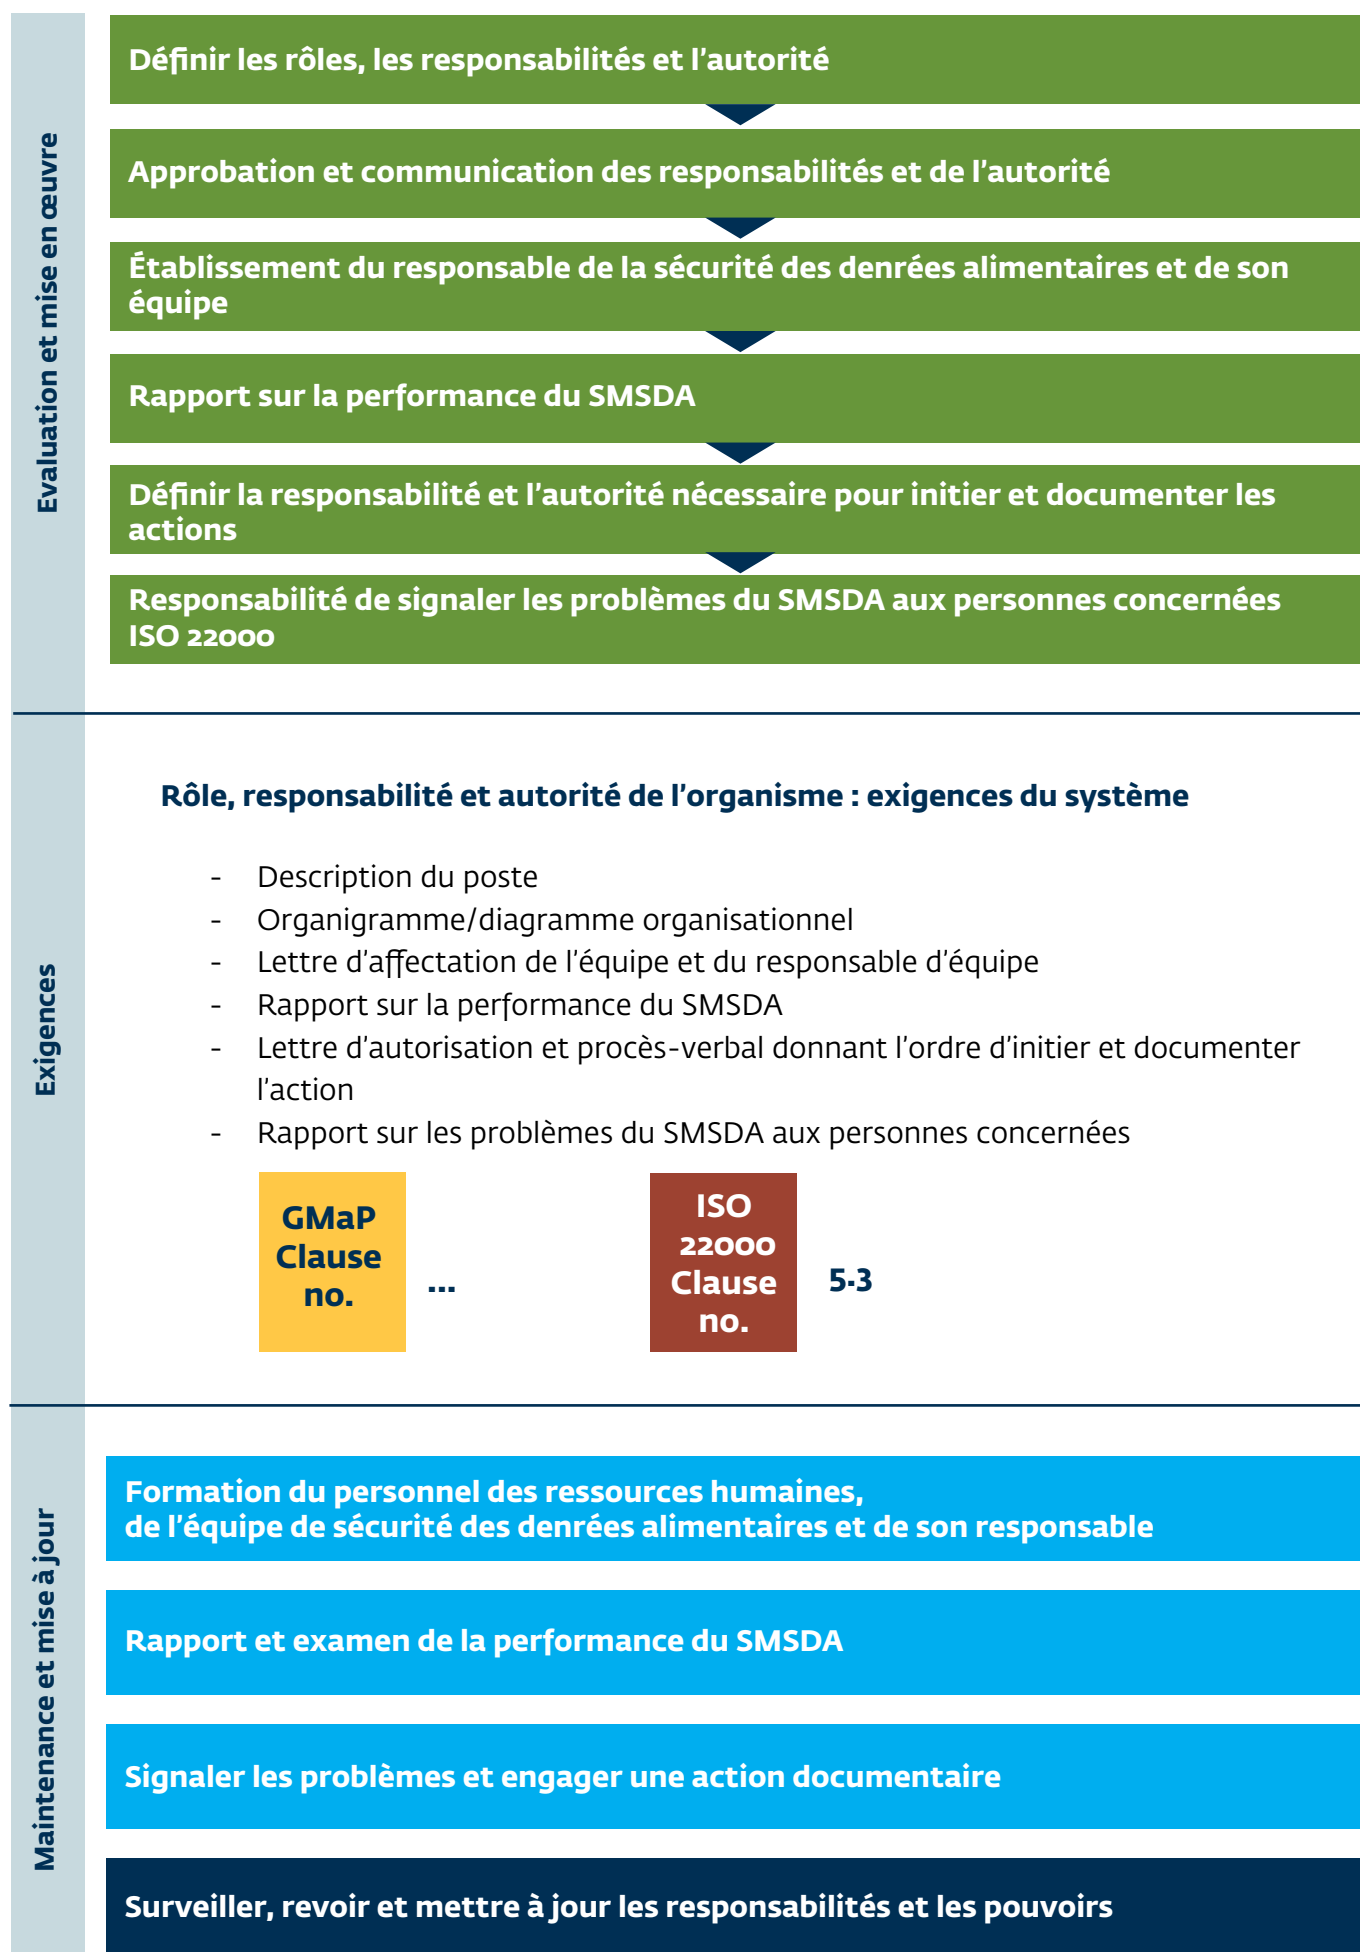 Evaluation et mise en œuvre
Définir les rôles, les responsabilités et l'autorité
Approbation et communication des responsabilités et de l'autorité
Établissement du responsable de la sécurité des denrées alimentaires et de son
équipe
Rapport sur la performance du SMSDA
Définir la responsabilité et l'autorité nécessaire pour initier et documenter les
actions
Responsabilité de signaler les problèmes du SMSDA aux personnes concernées
ISO 22000
Exigences
Rôle, responsabilité et autorité de l'organisme : exigences du système
- Description du poste
- Organigramme/diagramme organisationnel
- Lettre d'affectation de l'équipe et du responsable d'équipe
- Rapport sur la performance du SMSDA
- Lettre d'autorisation et procès-verbal donnant l'ordre d'initier et documenter
l'action
- Rapport sur les problèmes du SMSDA aux personnes concernées
GMaP
Clause
no.
...
ISO
22000
Clause
no.
5.3
Maintenance et mise à jour
Formation du personnel des ressources humaines,
de l'équipe de sécurité des denrées alimentaires et de son responsable
Rapport et examen de la performance du SMSDA
Signaler les problèmes et engager une action documentaire
Surveiller, revoir et mettre à jour les responsabilités et les pouvoirs